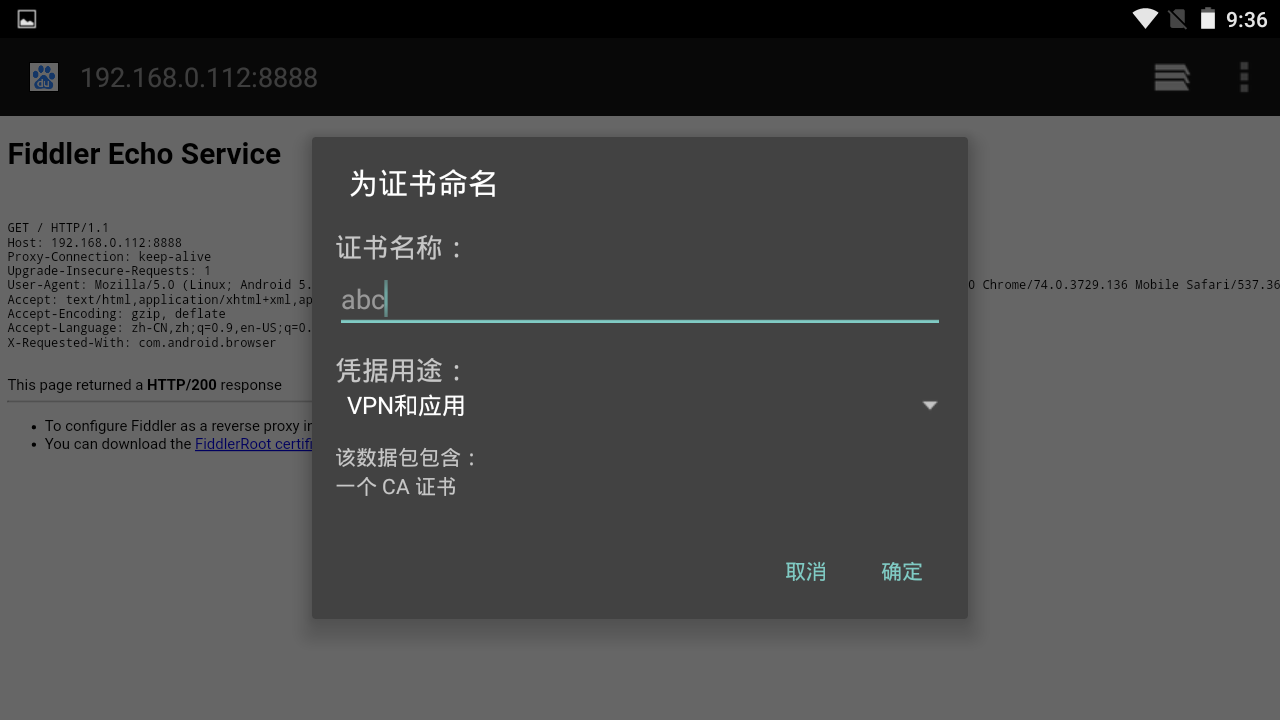 9:36
192.168.0.112:8888
Fiddler Echo Service
GET / HTTP/1.1
Host: 192.168.0.112:8888
Proxy-Connection: keep-alive
Upgrade-Insecure-Requests: 1
User-Agent: Mozilla/5.0 (Linux; Android 5. 0 Chrome/74.0.3729.136 Mobile Safari/537.36
Accept: text/html,application/xhtml+xml,ap
Accept-Encoding: gzip, deflate
Accept-Language: zh-CN,zh;q=0.9,en-US;q=0.
X-Requested-With: com.android.browser
This page returned a HTTP/200 response
• To configure Fiddler as a reverse proxy in
• You can download the FiddlerRoot certifi
为证书命名
证书名称：
abc
凭据用途：
VPN和应用
该数据包包含：
一个 CA 证书
取消 确定